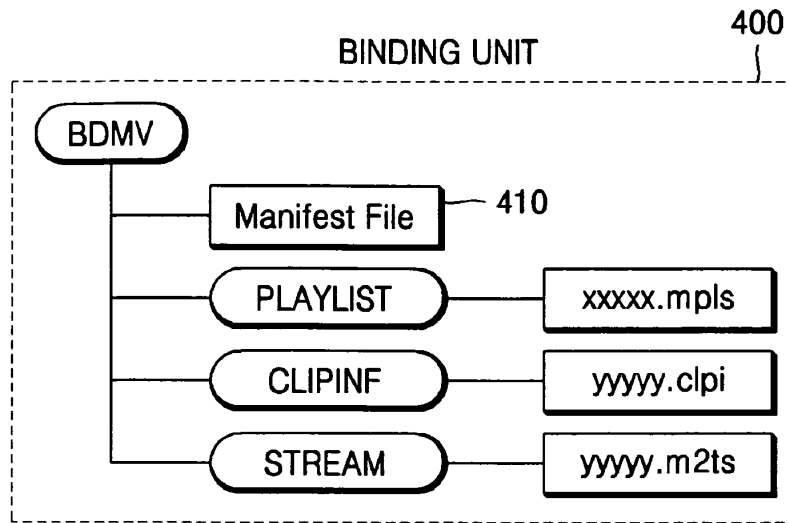 400
BINDING UNIT
BDMV
Manifest File
410
PLAYLIST
xxxxx.mpls
CLIPINF
yyyyy.clpi
STREAM
yyyyy.m2ts